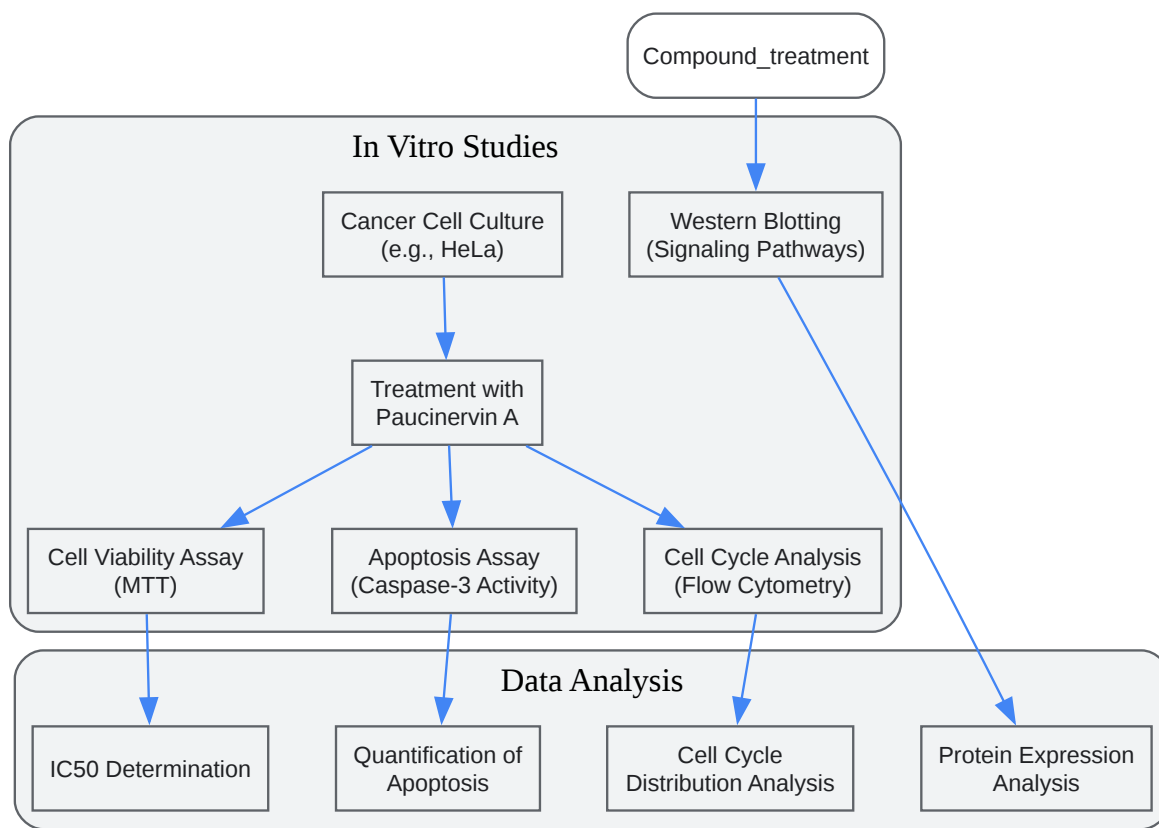 Compound_treatment
In Vitro Studies
Cancer Cell Culture
(e.g., HeLa)
Western Blotting
(Signaling Pathways)
Treatment with
Paucinervin A
Cell Viability Assay
(MTT)
Apoptosis Assay
(Caspase-3 Activity)
Cell Cycle Analysis
(Flow Cytometry)
Data Analysis
IC50 Determination
Quantification of
Apoptosis
Cell Cycle
Distribution Analysis
Protein Expression
Analysis